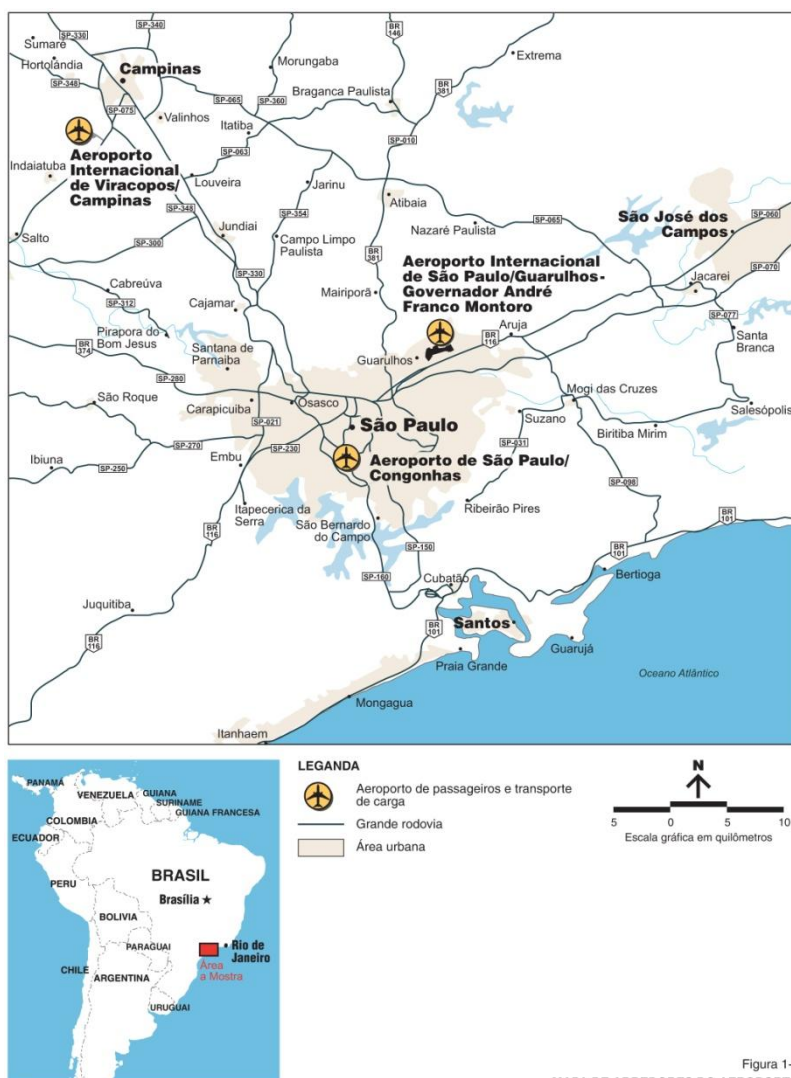 SP-330
SP-340
Sumaré
Hortolândia
SP-348
Campinas
SP-075
Valinhos
Morungaba
SP-065
SP-360
Itatiba
SP-063
Braganca Paulista
BR
146
BR
381
Extrema
SP-010
Aeroporto
Internacional
de Viracopos/
Campinas
Indaiatuba
Louveira
SP-348
Jarinu
SP-354
Atibaia
Jundiai
Campo Limpo
Paulista
Nazaré Paulista
SP-065
São José dos
Campos
SP-060
SP-070
Salto
SP-300
SP-330
BR
381
Mairiporã
Aeroporto Internacional
de São Paulo/Guarulhos-
Governador André
Franco Montoro
Jacarei
SP-077
Santa
Branca
Cabreúva
SP-312
Cajamar
Pirapora do
Bom Jesus
Santana de
Parnaiba
Guarulhos
BR
116
Aruja
BR
374
SP-280
São Roque
Carapicuiba
SP-021
Osasco
São Paulo
Mogi das Cruzes
Suzano
SP-031
Biritiba Mirim
Salesópolis
SP-270
SP-230
Ibiuna
SP-250
Embu
Aeroporto de São Paulo/
Congonhas
SP-098
Itapecerica da
Serra
São Bernardo
do Campo
Ribeirão Pires
BR
116
SP-150
SP-160
BR
101
BR
101
Bertioga
Cubatão
Juquitiba
BR
116
BR
101
Santos
Guarujá
Praia Grande
Oceano Atlântico
Mongagua
Itanhaem
PANAMÁ
VENEZUELA
GUIANA
SURINAME
GUIANA FRANCESA
COLOMBIA
ECUADOR
PERU
BRASIL
Brasília
BOLIVIA
PARAGUAI
Rio de
Janeiro
Área
a Mostra
CHILE
ARGENTINA
URUGUAI
LEGANDA
Aeroporto de passageiros e transporte
de carga
Grande rodovia
Área urbana
N
5 0 5 10
Escala gráfica em quilômetros
Figura 1-